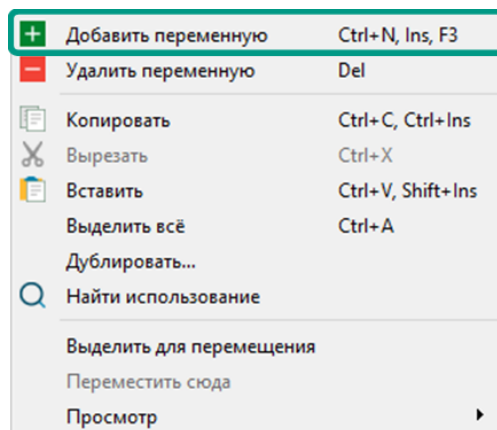 Добавить переменную Ctrl+N, Ins, F3
Удалить переменную Del
Копировать Ctrl+C, Ctrl+Ins
Вырезать Ctrl+X
Вставить Ctrl+V, Shift+Ins
Выделить всё Ctrl+A
Дублировать...
Найти использование
Выделить для перемещения
Переместить сюда
Просмотр